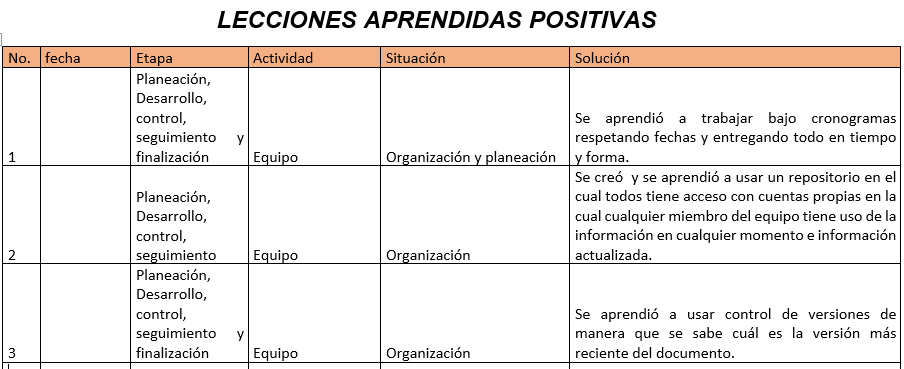 LECCIONES APRENDIDAS POSITIVAS
No. fecha Etapa Actividad Situación Solución
Planeación,
Desarrollo,
control,
seguimiento y
finalización
1
Equipo
Organización y planeación
Se aprendió a trabajar bajo cronogramas
respetando fechas y entregando todo en tiempo
y forma.
Planeación,
Desarrollo,
control,
seguimiento
2
Equipo
Organización
Se creó y se aprendió a usar un repositorio en el
cual todos tiene acceso con cuentas propias en la
cual cualquier miembro del equipo tiene uso de la
información en cualquier momento e información
actualizada.
Planeación,
Desarrollo,
control,
seguimiento y
finalización
3
Equipo
Organización
Se aprendió a usar control de versiones de
manera que se sabe cuál es la versión más
reciente del documento.